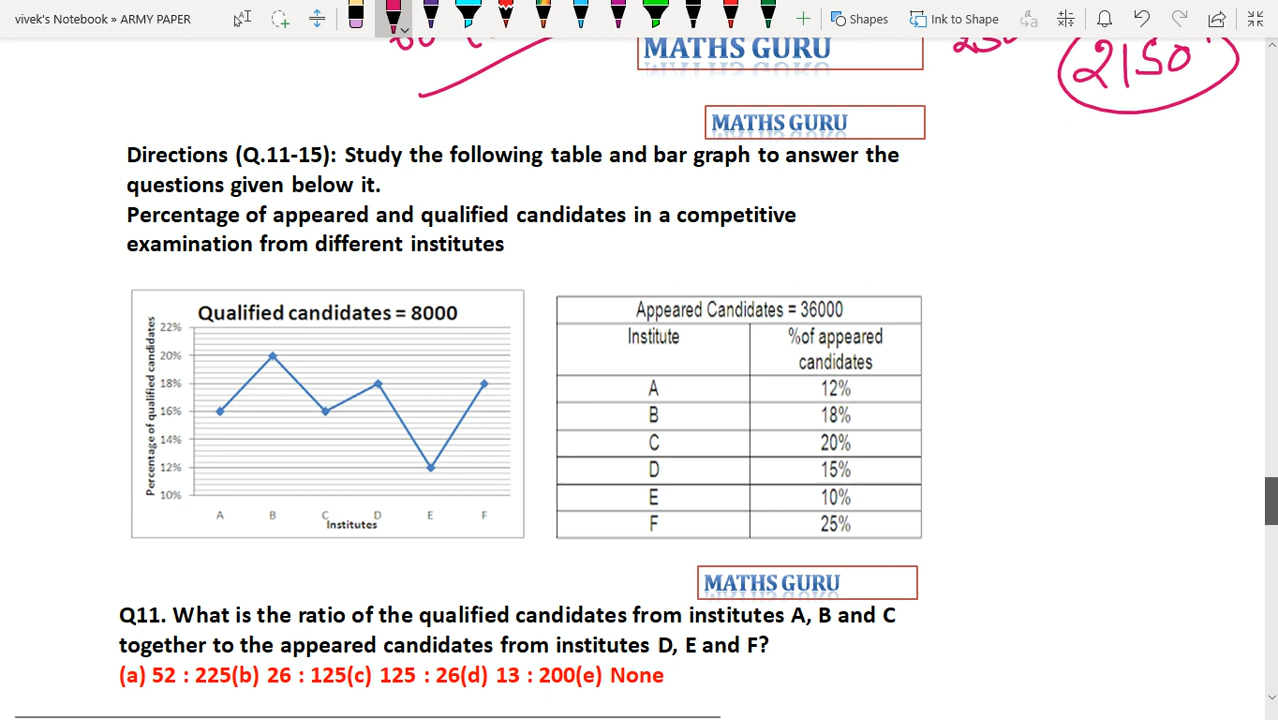 vivek's Notebook » ARMY PAPER
Shapes
Ink to Shape
MATHS GURU
2150
MATHS GURU
Directions (Q.11-15): Study the following table and bar graph to answer the
questions given below it.
Percentage of appeared and qualified candidates in a competitive
examination from different institutes
Qualified candidates = 8000
Percentage of qualified candidates
22%
20%
18%
16%
14%
12%
10%
A B C D E F
Institutes
Appeared Candidates = 36000
Institute %of appeared
candidates
A 12%
B 18%
C 20%
D 15%
E 10%
F 25%
MATHS GURU
Q11. What is the ratio of the qualified candidates from institutes A, B and C
together to the appeared candidates from institutes D, E and F?
(a) 52 : 225(b) 26 : 125(c) 125 : 26(d) 13 : 200(e) None